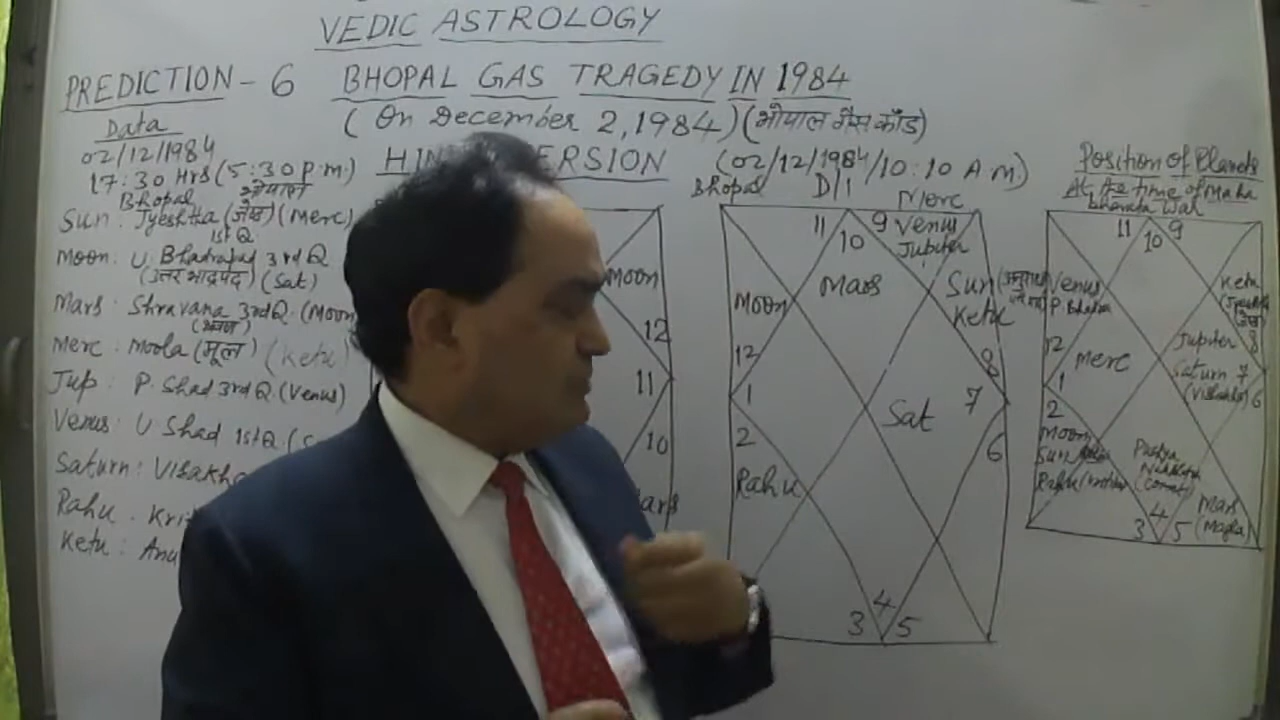 VEDIC ASTROLOGY
PREDICTION - 6 BHOPAL GAS TRAGEDY IN 1984
(On December 2, 1984) (भोपाल गैस काँड)
Data
02/12/1984
17:30 Hrs (5:30 P.m.)
Bhopal भोपाल
Sun: Jyeshtha (ज्येष्ठ) (Merc)
1st Q
Moon: U Bhadrapad 3rd Q
(उत्तर भाद्रपद) (Sat)
Mars: Shravana 3rd Q. (Moon
(श्रवण)
Merc: Moola (मूल) (Ketu)
Jup: P. Shad 3rd Q. (Venus)
Venus: U Shad 1st Q. (S
Saturn: Visakha
Rahu.
Ketu: Anu
Moon
12
11
10
(02/12/1984/10:10 A.m.)
Bhopal D/1
Merc
11 9 Venus
10 Jupiter
Mars
Sun
Ketu
Moon
12
8
1
7
Sat
2
6
Rahu
4
3 5
Position of Planets
At the time of Maha
bharata War
11 9
10
Venus
P. Bhadra
Ketu
Jupiter 8
12
Merc
Saturn 7
1
6
2
Moon
Sun
Rahu
Pushya
Nakshtra
(comet)
Mars
(Magha)
4
3 5